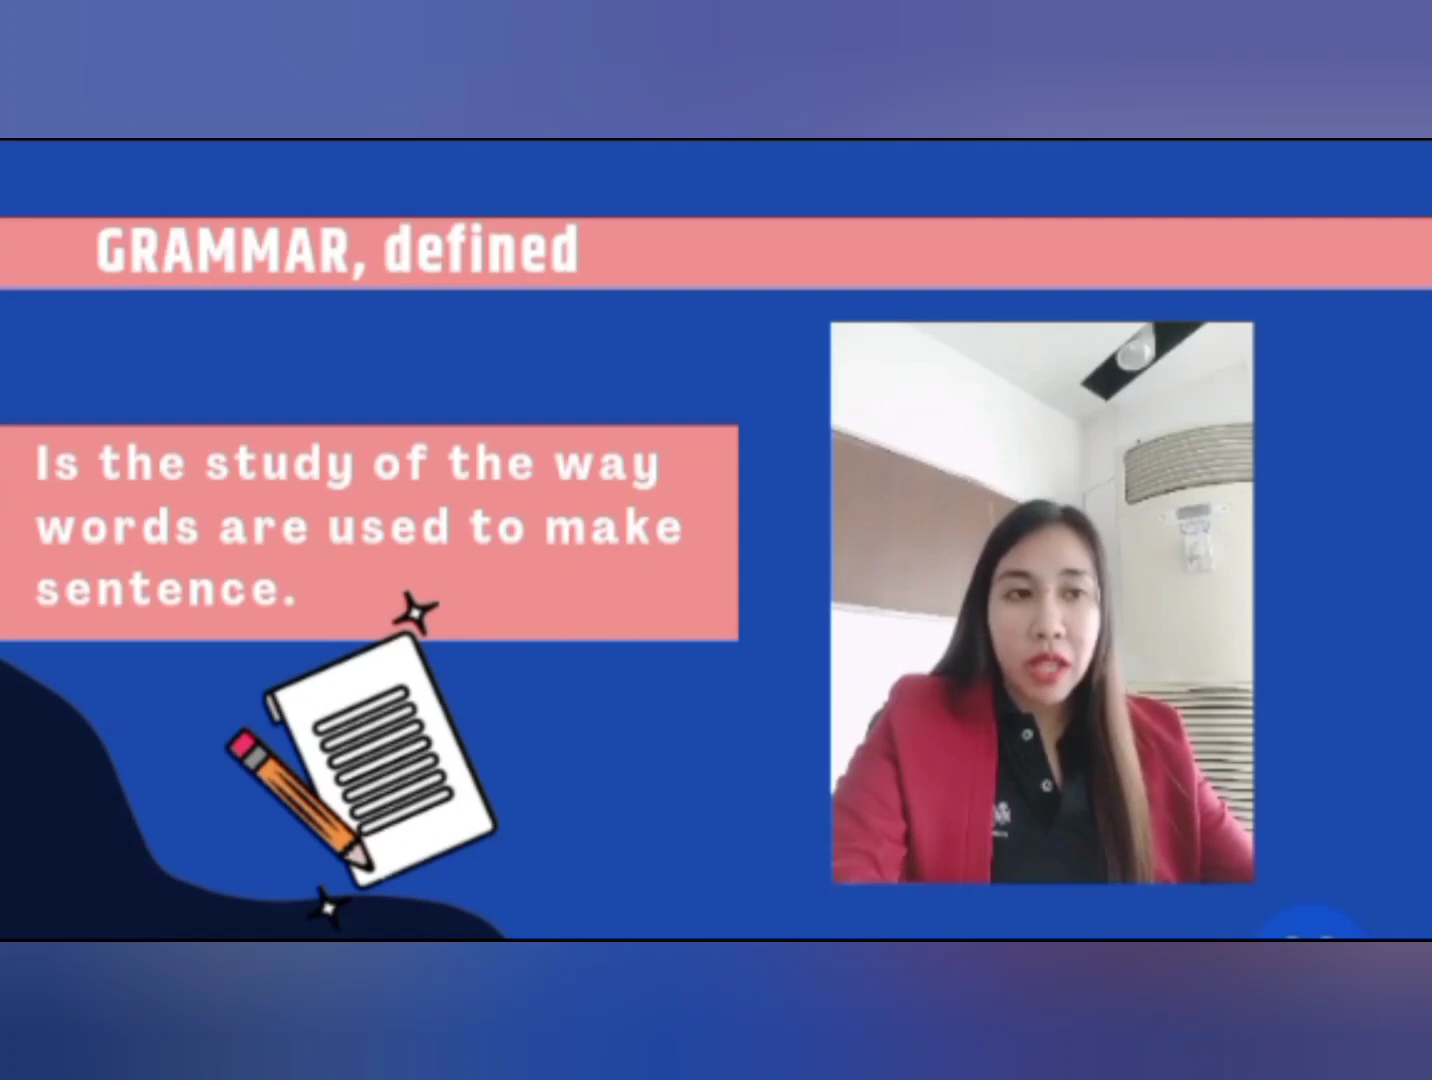 GRAMMAR, defined
Is the study of the way
words are used to make
sentence.